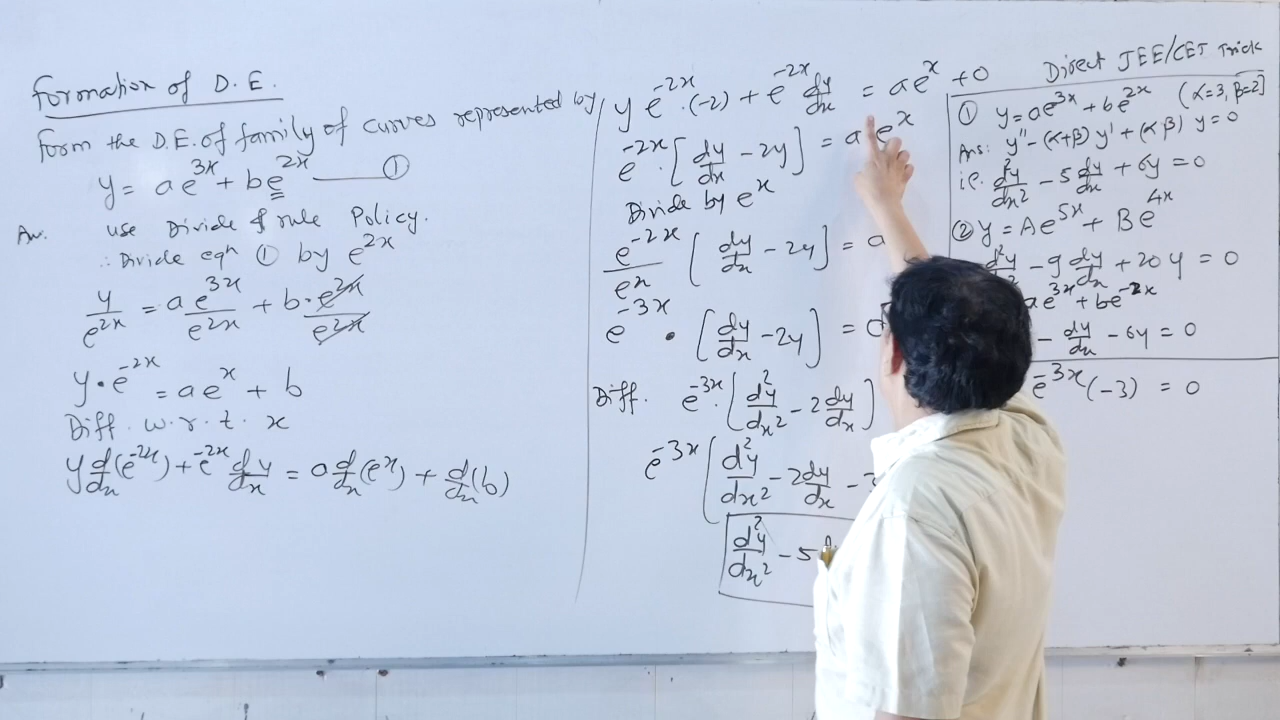 Formation of D.E.
Form the D.E. of family of curves represented by
y = ae^{3x} + be^{2x} ——— ①
An. use Divide & rule Policy.
∴ Divide eqn ① by e^{2x}
y/e^{2x} = a e^{3x}/e^{2x} + b · e^{2x}/e^{2x}
y · e^{-2x} = ae^x + b
Diff. w.r.t. x
y d/dx (e^{-2x}) + e^{-2x} dy/dx = a d/dx (e^x) + d/dx (b)
y e^{-2x} · (-2) + e^{-2x} dy/dx = ae^x + 0
e^{-2x} · [dy/dx - 2y] = a e^x
Divide by e^x
e^{-2x}/e^x [dy/dx - 2y] = a
e^{-3x} · [dy/dx - 2y] =
Diff. e^{-3x} · [d²y/dx² - 2 dy/dx] e^{-3x} (-3) = 0
e^{-3x} [d²y/dx² - 2 dy/dx -
d²y/dx² - 5
Direct JEE/CET Trick
① y = ae^{3x} + be^{2x} (α=3, β=2]
Ans: y'' - (α+β) y' + (αβ) y = 0
i.e. d²y/dx² - 5 dy/dx + 6y = 0
② y = Ae^{5x} + Be^{4x}
d²y - 9 dy/dx + 20y = 0
ae^{3x} + be^{-2x}
- dy/dx - 6y = 0